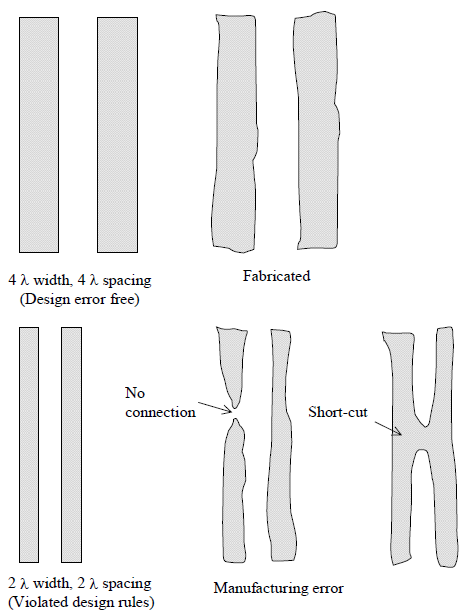 4 λ width, 4 λ spacing
(Design error free)
Fabricated
No
connection
Short-cut
2 λ width, 2 λ spacing
(Violated design rules)
Manufacturing error